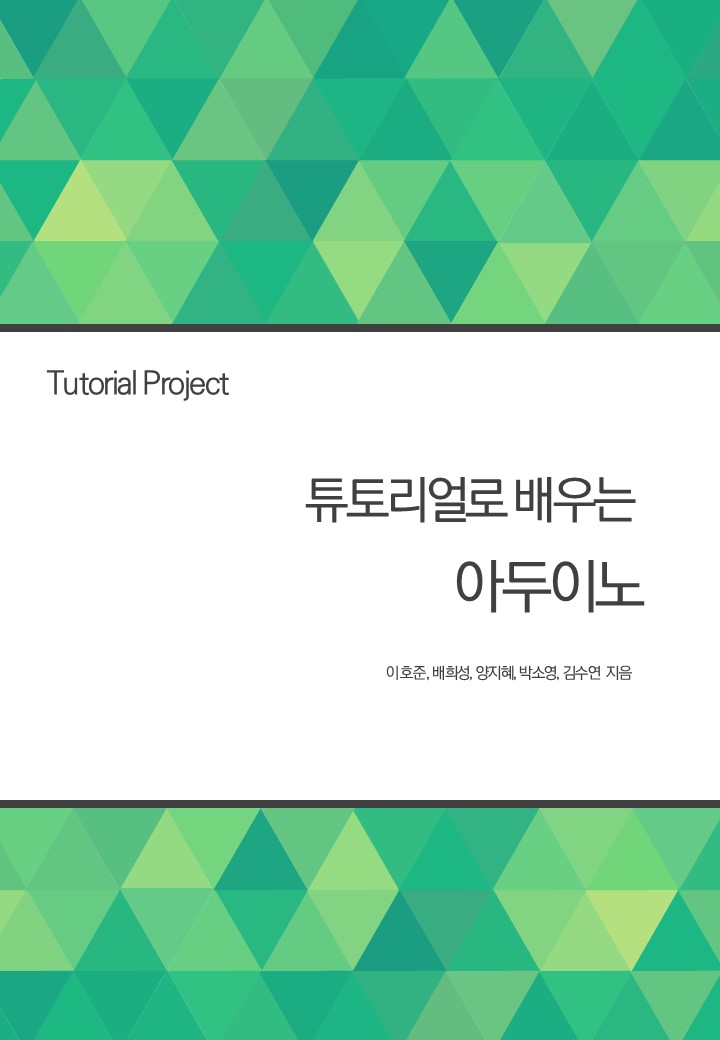 Tutorial Project
튜토리얼로 배우는
아두이노
이호준, 배희성, 양지혜, 박소영, 김수연 지음